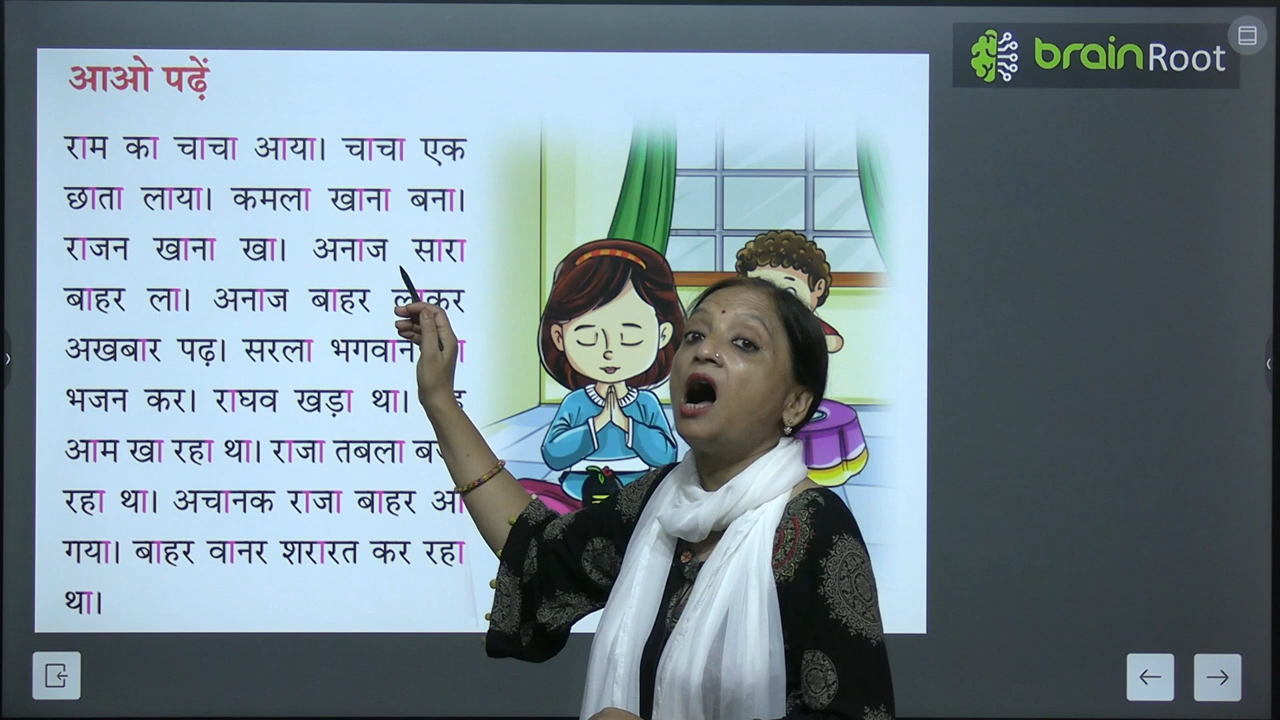 brainRoot
आओ पढ़ें
राम का चाचा आया। चाचा एक
छाता लाया। कमला खाना बना।
राजन खाना खा। अनाज सारा
बाहर ला। अनाज बाहर लाकर
अखबार पढ़। सरला भगवान
भजन कर। राघव खड़ा था।
आम खा रहा था। राजा तबला
रहा था। अचानक राजा बाहर आ
गया। बाहर वानर शरारत कर रहा
था।